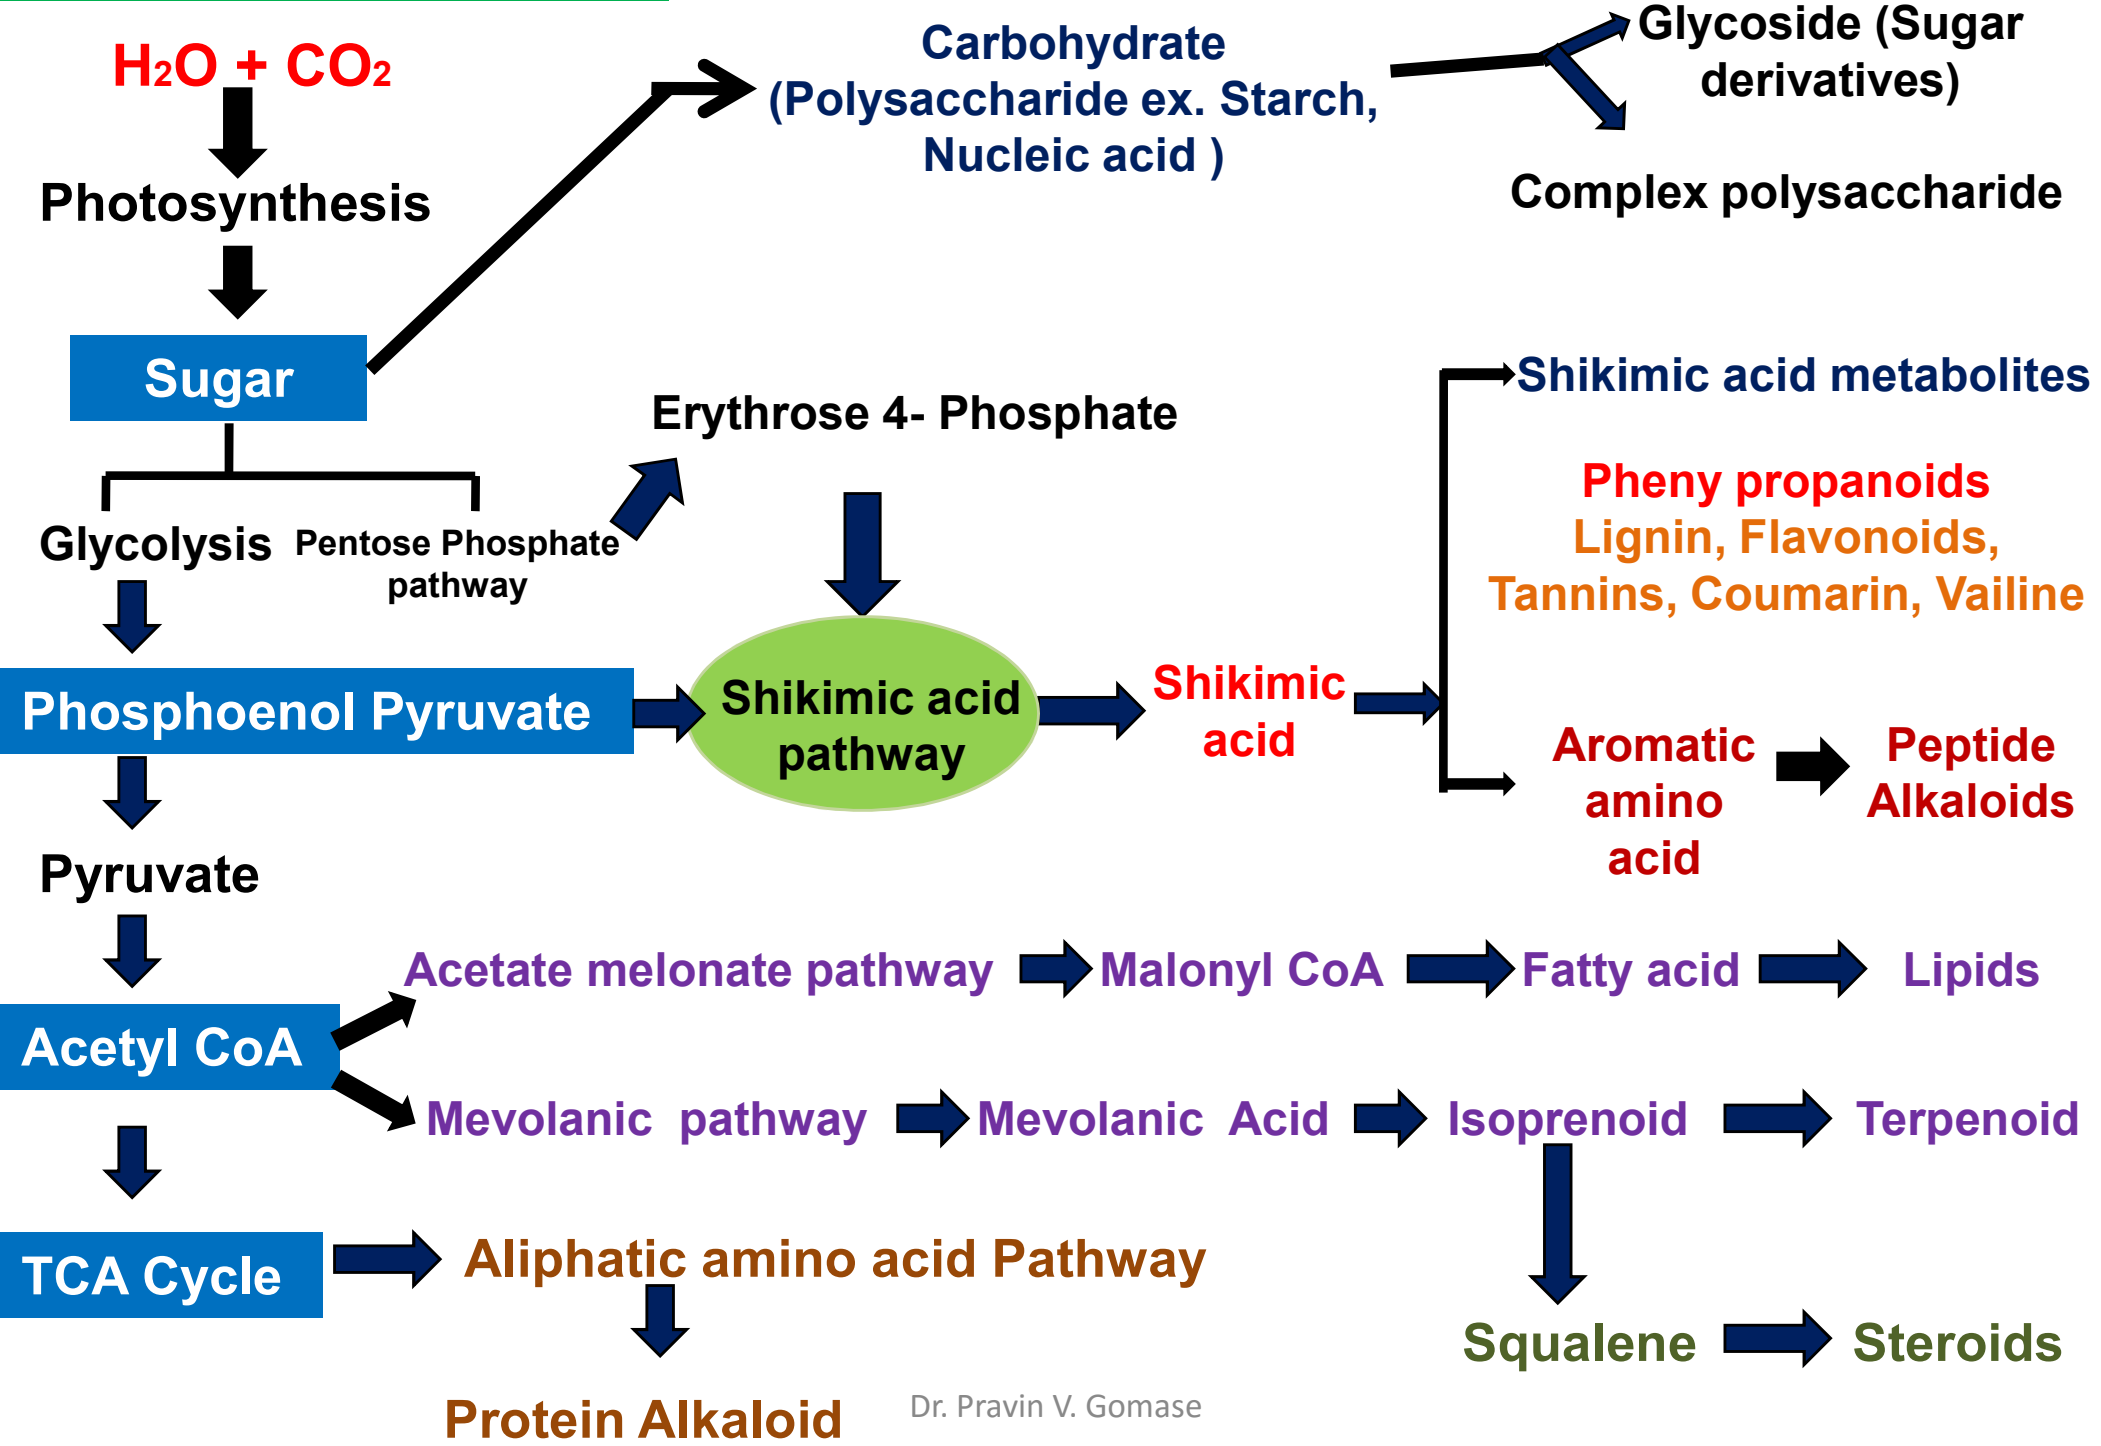 H2O + CO2
Photosynthesis
Sugar
Carbohydrate
(Polysaccharide ex. Starch,
Nucleic acid )
Glycoside (Sugar
derivatives)
Complex polysaccharide
Glycolysis
Pentose Phosphate
pathway
Erythrose 4- Phosphate
Phosphoenol Pyruvate
Shikimic acid
pathway
Shikimic
acid
Shikimic acid metabolites
Pheny propanoids
Lignin, Flavonoids,
Tannins, Coumarin, Vailine
Aromatic
amino
acid
Peptide
Alkaloids
Pyruvate
Acetyl CoA
Acetate melonate pathway
Malonyl CoA
Fatty acid
Lipids
Mevolanic pathway
Mevolanic Acid
Isoprenoid
Terpenoid
TCA Cycle
Aliphatic amino acid Pathway
Squalene
Steroids
Protein Alkaloid
Dr. Pravin V. Gomase